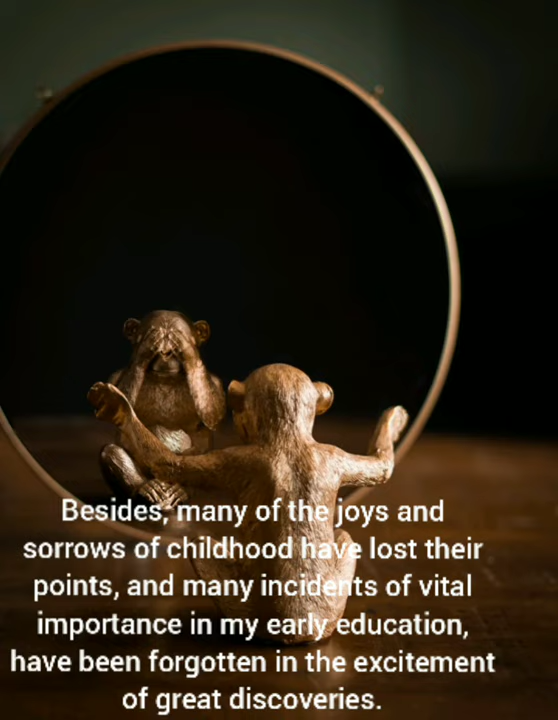 Besides, many of the joys and
sorrows of childhood have lost their
points, and many incidents of vital
importance in my early education,
have been forgotten in the excitement
of great discoveries.